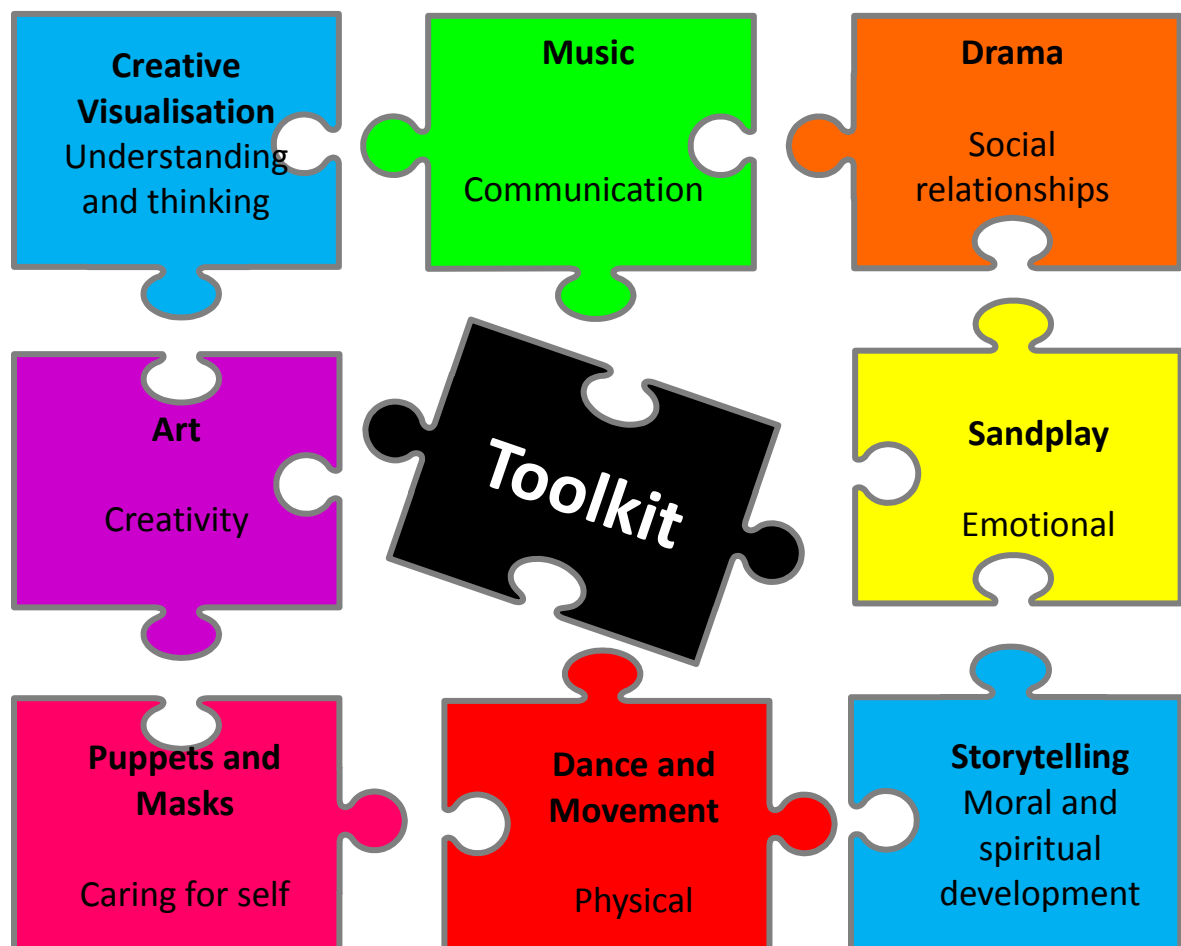 Creative
Visualisation
Understanding
and thinking
Music
Communication
Drama
Social
relationships
Art
Creativity
Toolkit
Sandplay
Emotional
Puppets and
Masks
Caring for self
Dance and
Movement
Physical
Storytelling
Moral and
spiritual
development